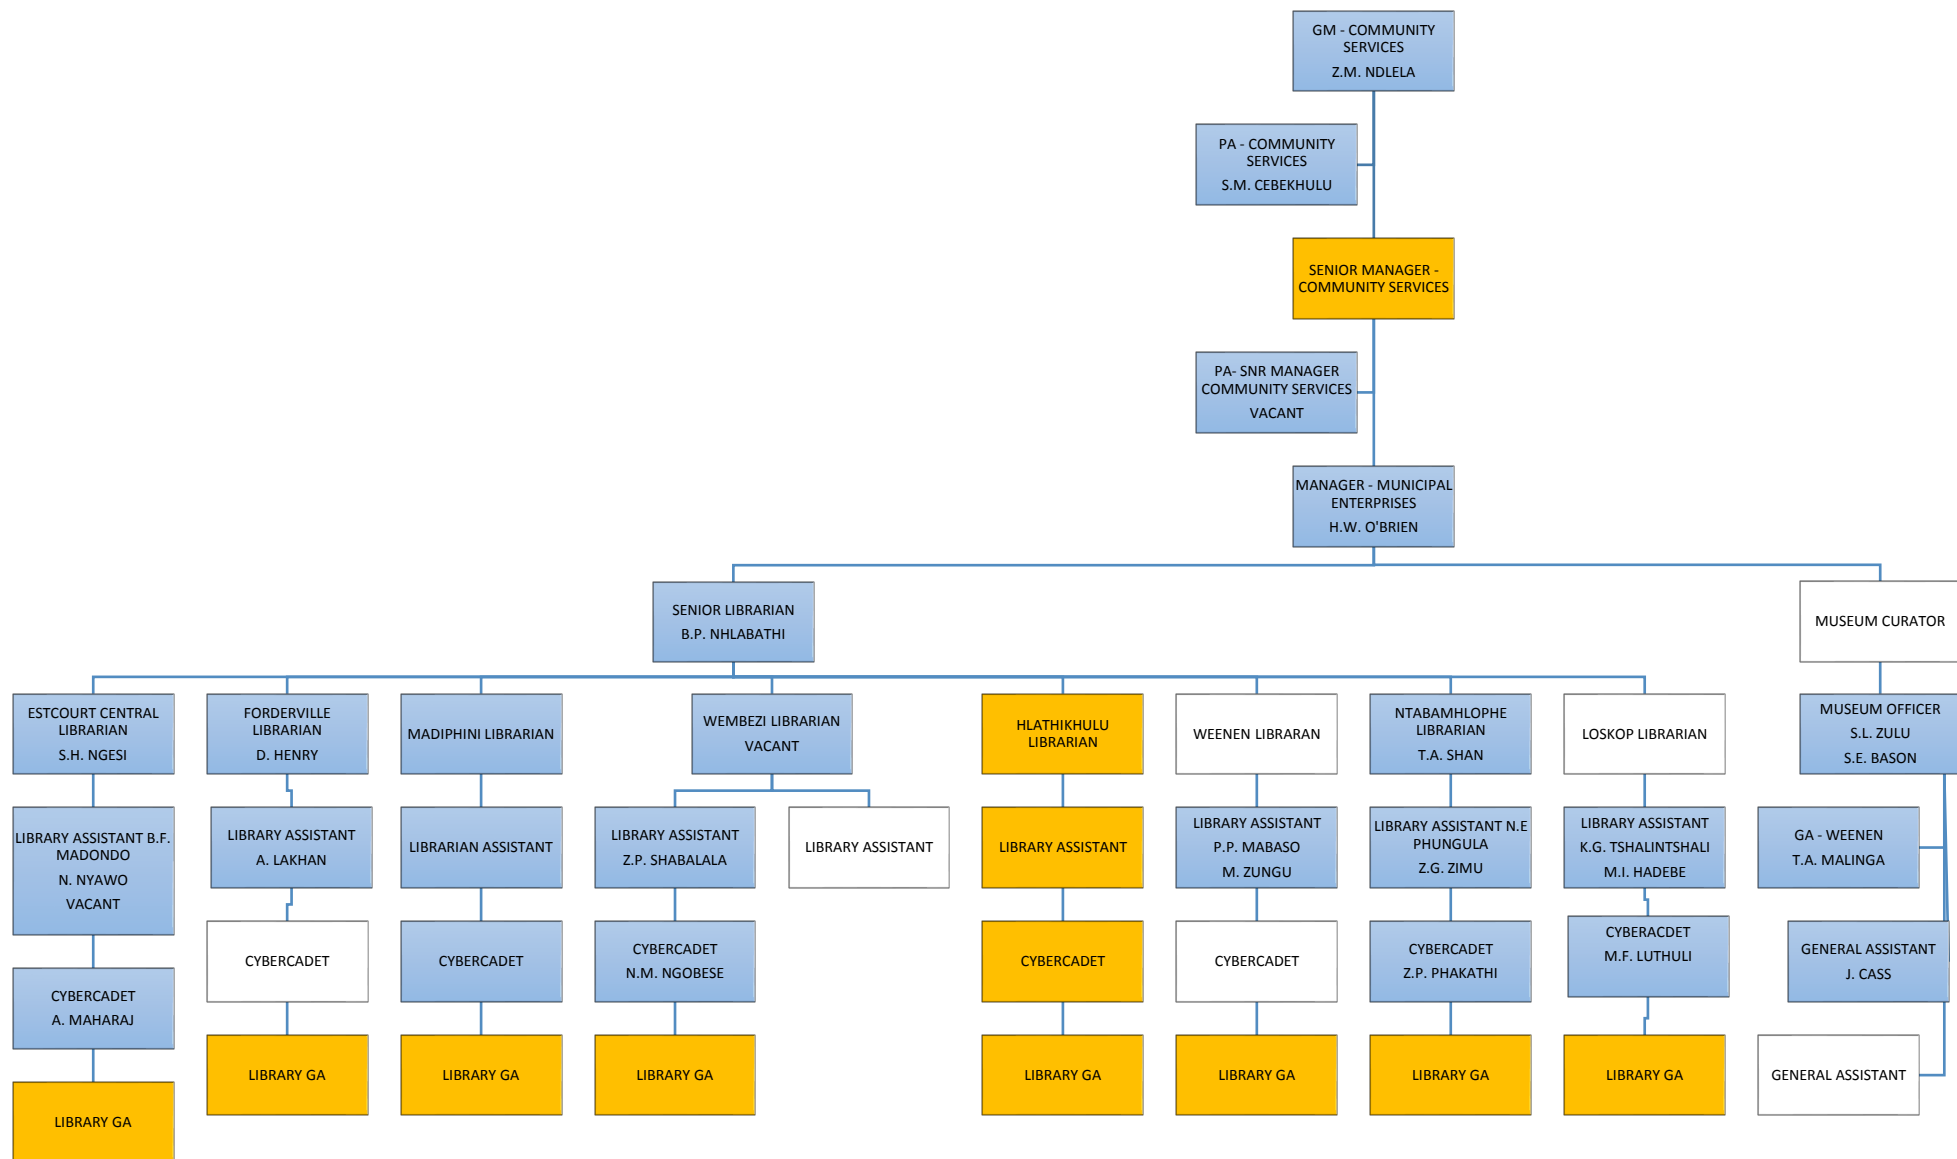 GM - COMMUNITY
SERVICES
Z.M. NDLELA
PA - COMMUNITY
SERVICES
S.M. CEBEKHULU
SENIOR MANAGER -
COMMUNITY SERVICES
PA- SNR MANAGER
COMMUNITY SERVICES
VACANT
MANAGER - MUNICIPAL
ENTERPRISES
H.W. O'BRIEN
SENIOR LIBRARIAN
B.P. NHLABATHI
MUSEUM CURATOR
ESTCOURT CENTRAL
LIBRARIAN
S.H. NGESI
FORDERVILLE
LIBRARIAN
D. HENRY
MADIPHINI LIBRARIAN
WEMBEZI LIBRARIAN
VACANT
HLATHIKHULU
LIBRARIAN
WEENEN LIBRARAN
NTABAMHLOPHE
LIBRARIAN
T.A. SHAN
LOSKOP LIBRARIAN
MUSEUM OFFICER
S.L. ZULU
S.E. BASON
LIBRARY ASSISTANT B.F.
MADONDO
N. NYAWO
VACANT
LIBRARY ASSISTANT
A. LAKHAN
LIBRARIAN ASSISTANT
LIBRARY ASSISTANT
Z.P. SHABALALA
LIBRARY ASSISTANT
LIBRARY ASSISTANT
LIBRARY ASSISTANT
P.P. MABASO
M. ZUNGU
LIBRARY ASSISTANT N.E
PHUNGULA
Z.G. ZIMU
LIBRARY ASSISTANT
K.G. TSHALINTSHALI
M.I. HADEBE
GA - WEENEN
T.A. MALINGA
CYBERCADET
A. MAHARAJ
CYBERCADET
CYBERCADET
CYBERCADET
N.M. NGOBESE
CYBERCADET
CYBERCADET
CYBERCADET
Z.P. PHAKATHI
CYBERACDET
M.F. LUTHULI
GENERAL ASSISTANT
J. CASS
LIBRARY GA
LIBRARY GA
LIBRARY GA
LIBRARY GA
LIBRARY GA
LIBRARY GA
LIBRARY GA
LIBRARY GA
GENERAL ASSISTANT